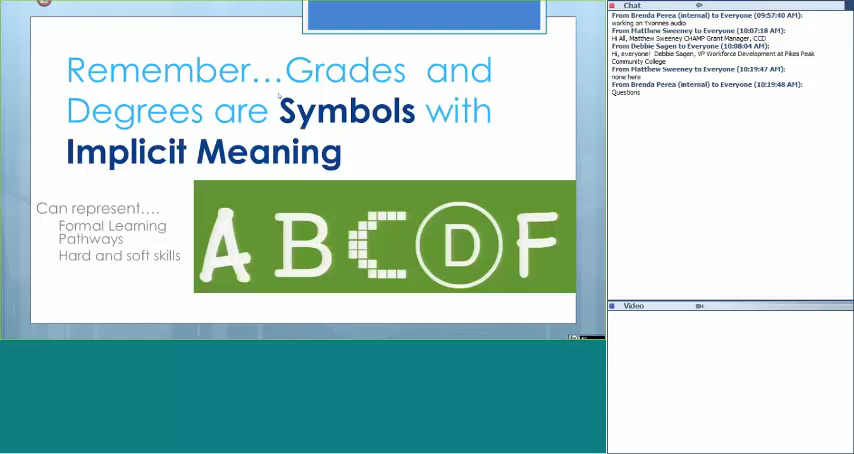 Remember…Grades and
Degrees are Symbols with
Implicit Meaning
Can represent….
Formal Learning
Pathways
Hard and soft skills
A B C D F
Chat
From Brenda Perea (internal) to Everyone (09:57:40 AM):
working on Yvonnes audio
From Matthew Sweeney to Everyone (10:07:18 AM):
Hi All, Matthew Sweeney CHAMP Grant Manager, CCD
From Debbie Sagen to Everyone (10:08:04 AM):
Hi, everyone! Debbie Sagen, VP Workforce Development at Pikes Peak
Community College
From Matthew Sweeney to Everyone (10:19:47 AM):
none here
From Brenda Perea (internal) to Everyone (10:19:48 AM):
Questions
Video